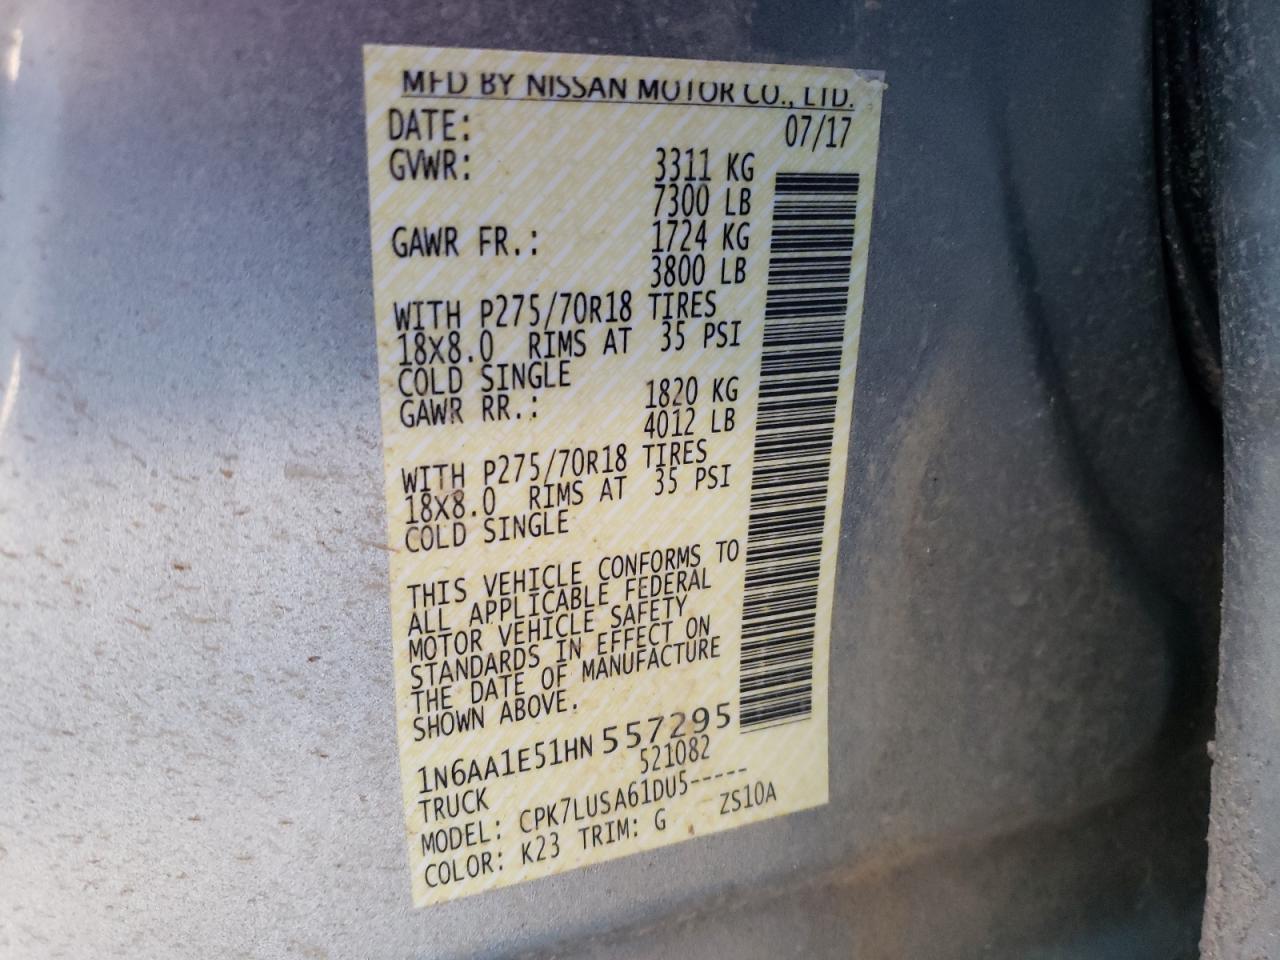 MFD BY NISSAN MOTOR CO., LTD.
DATE: 07/17
GVWR: 3311 KG
7300 LB
GAWR FR.: 1724 KG
3800 LB
WITH P275/70R18 TIRES
18X8.0 RIMS AT 35 PSI
COLD SINGLE
GAWR RR.: 1820 KG
4012 LB
WITH P275/70R18 TIRES
18X8.0 RIMS AT 35 PSI
COLD SINGLE
THIS VEHICLE CONFORMS TO
ALL APPLICABLE FEDERAL
MOTOR VEHICLE SAFETY
STANDARDS IN EFFECT ON
THE DATE OF MANUFACTURE
SHOWN ABOVE.
1N6AA1E51HN 557295
TRUCK 521082
MODEL: CPK7LUSA61DU5-----
COLOR: K23 TRIM: G ZS10A